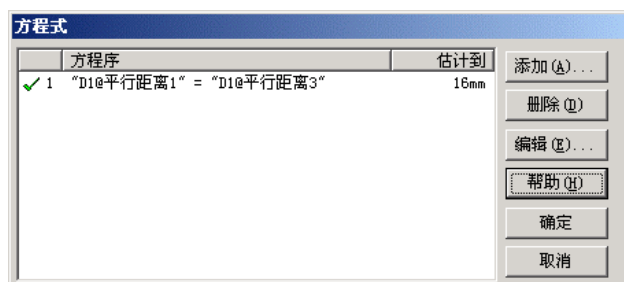 方程式
方程序 估计到
1 "D1@平行距离1" = "D1@平行距离3" 16mm
添加(A)...
删除(D)
编辑(E)...
帮助(H)
确定
取消